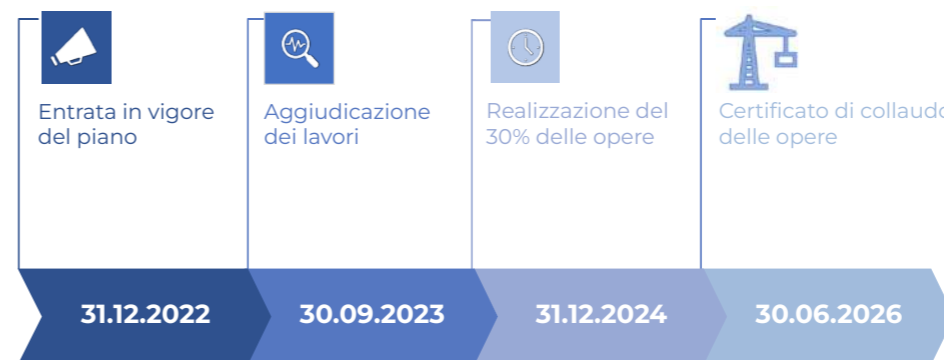 Entrata in vigore
del piano
Aggiudicazione
dei lavori
Realizzazione del
30% delle opere
Certificato di collaudo
delle opere
31.12.2022
30.09.2023
31.12.2024
30.06.2026